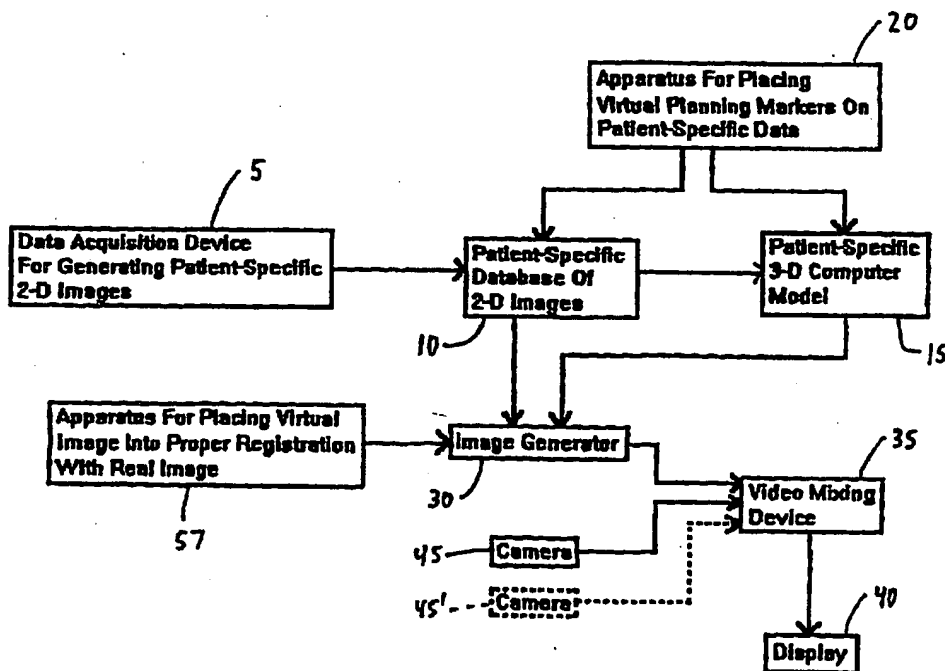 20
Apparatus For Placing
Virtual Planning Markers On
Patient-Specific Data
5
Data Acquisition Device
For Generating Patient-Specific
2-D Images
Patient-Specific
Database Of
2-D Images
10
Patient-Specific
3-D Computer
Model
15
Apparatus For Placing Virtual
Image Into Proper Registration
With Real Image
57
Image Generator
30
35
Video Mixing
Device
45
Camera
45'
Camera
40
Display